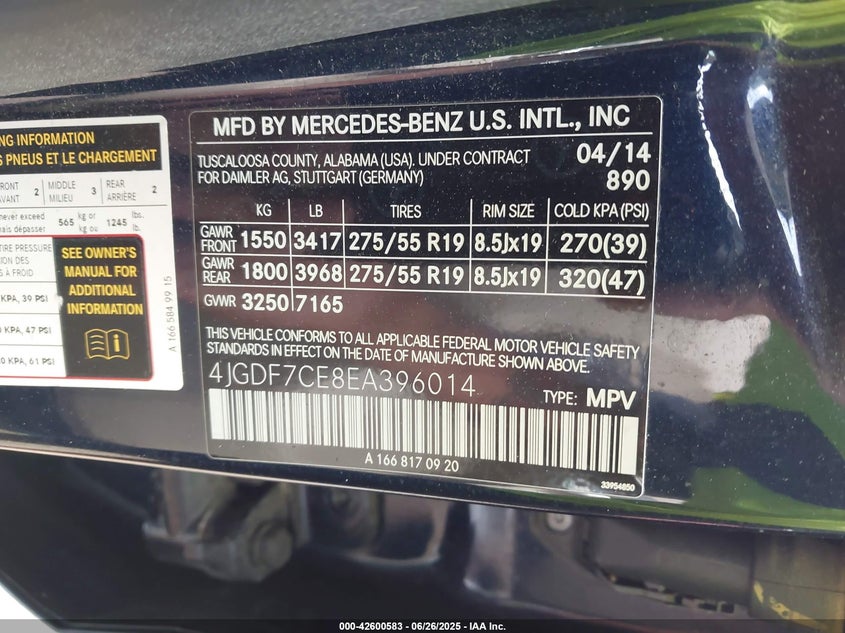 NG INFORMATION
S PNEUS ET LE CHARGEMENT
FRONT 2 MIDDLE 3 REAR 2
AVANT MILIEU ARRIÈRE
never exceed 565 kg or 1245 lbs.
mais dépasser kg ou lb.
TIRE PRESSURE
SION DES
S À FROID
KPA, 39 PSI
KPA, 47 PSI
0 KPA, 61 PSI
SEE OWNER'S
MANUAL FOR
ADDITIONAL
INFORMATION
A 166 584 99 15
MFD BY MERCEDES-BENZ U.S. INTL., INC
TUSCALOOSA COUNTY, ALABAMA (USA). UNDER CONTRACT 04/14
FOR DAIMLER AG, STUTTGART (GERMANY) 890
KG LB TIRES RIM SIZE COLD KPA (PSI)
GAWR FRONT 1550 3417 275/55 R19 8.5Jx19 270(39)
GAWR REAR 1800 3968 275/55 R19 8.5Jx19 320(47)
GVWR 3250 7165
THIS VEHICLE CONFORMS TO ALL APPLICABLE FEDERAL MOTOR VEHICLE SAFETY
STANDARDS IN EFFECT ON THE DATE OF MANUFACTURE SHOWN ABOVE.
4JGDF7CE8EA396014 TYPE: MPV
A 166 817 09 20
33954850
000-42600583 / 06/26/2025 - IAA Inc.